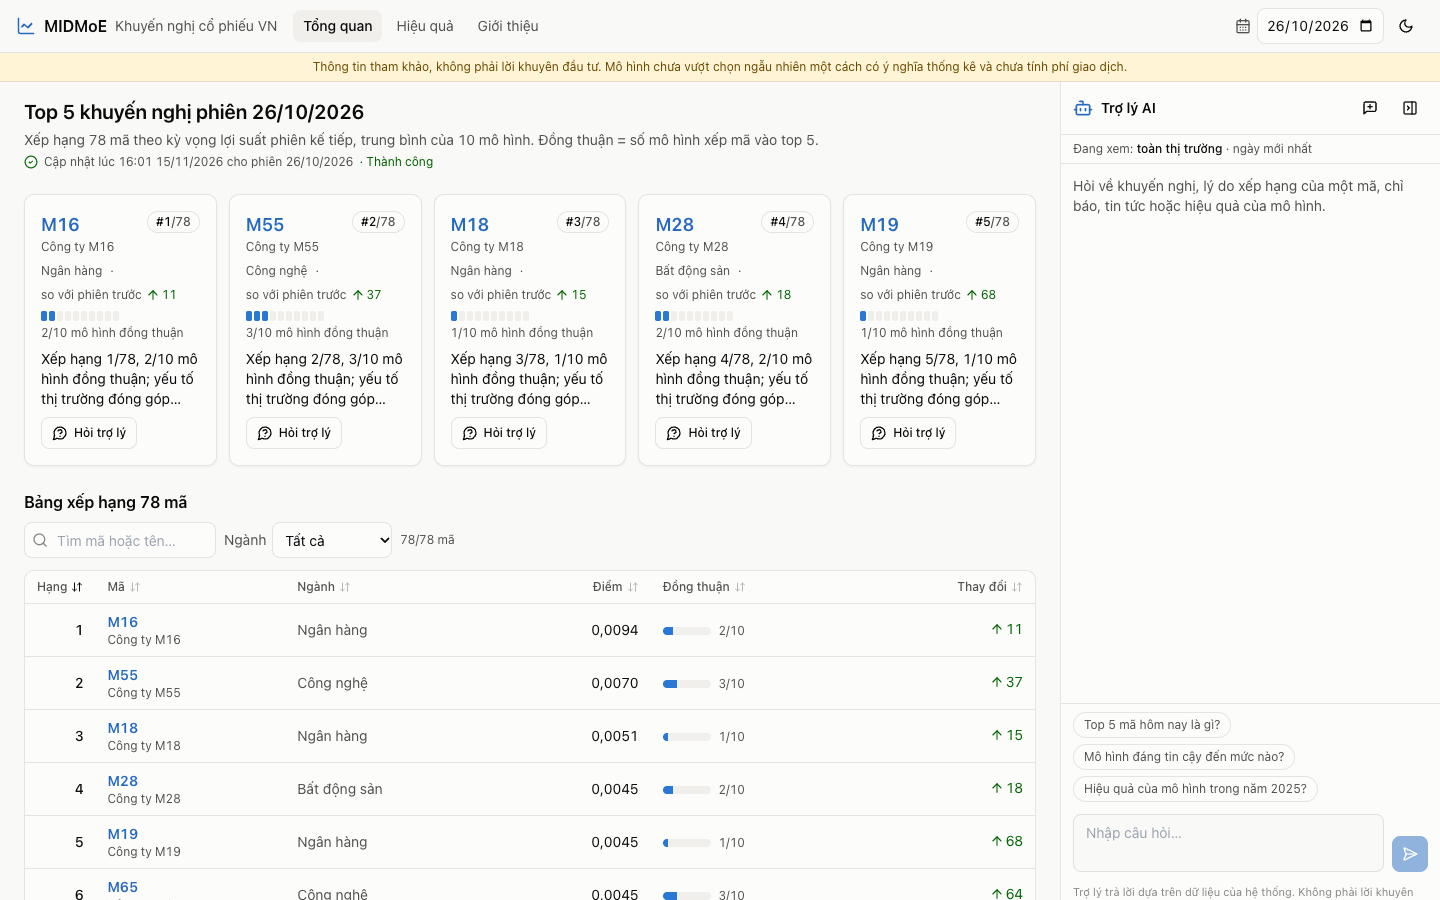 MIDMoE Khuyến nghị cổ phiếu VN Tổng quan Hiệu quả Giới thiệu 26/10/2026
Thông tin tham khảo, không phải lời khuyên đầu tư. Mô hình chưa vượt chọn ngẫu nhiên một cách có ý nghĩa thống kê và chưa tính phí giao dịch.
Top 5 khuyến nghị phiên 26/10/2026
Xếp hạng 78 mã theo kỳ vọng lợi suất phiên kế tiếp, trung bình của 10 mô hình. Đồng thuận = số mô hình xếp mã vào top 5.
Cập nhật lúc 16:01 15/11/2026 cho phiên 26/10/2026 · Thành công
M16 #1/78
Công ty M16
Ngân hàng ·
so với phiên trước ↑ 11
2/10 mô hình đồng thuận
Xếp hạng 1/78, 2/10 mô
hình đồng thuận; yếu tố
thị trường đóng góp...
Hỏi trợ lý
M55 #2/78
Công ty M55
Công nghệ ·
so với phiên trước ↑ 37
3/10 mô hình đồng thuận
Xếp hạng 2/78, 3/10 mô
hình đồng thuận; yếu tố
thị trường đóng góp...
Hỏi trợ lý
M18 #3/78
Công ty M18
Ngân hàng ·
so với phiên trước ↑ 15
1/10 mô hình đồng thuận
Xếp hạng 3/78, 1/10 mô
hình đồng thuận; yếu tố
thị trường đóng góp...
Hỏi trợ lý
M28 #4/78
Công ty M28
Bất động sản ·
so với phiên trước ↑ 18
2/10 mô hình đồng thuận
Xếp hạng 4/78, 2/10 mô
hình đồng thuận; yếu tố
thị trường đóng góp...
Hỏi trợ lý
M19 #5/78
Công ty M19
Ngân hàng ·
so với phiên trước ↑ 68
1/10 mô hình đồng thuận
Xếp hạng 5/78, 1/10 mô
hình đồng thuận; yếu tố
thị trường đóng góp...
Hỏi trợ lý
Bảng xếp hạng 78 mã
Tìm mã hoặc tên... Ngành Tất cả 78/78 mã
Hạng Mã Ngành Điểm Đồng thuận Thay đổi
1 M16 Ngân hàng 0,0094 2/10 ↑ 11
Công ty M16
2 M55 Công nghệ 0,0070 3/10 ↑ 37
Công ty M55
3 M18 Ngân hàng 0,0051 1/10 ↑ 15
Công ty M18
4 M28 Bất động sản 0,0045 2/10 ↑ 18
Công ty M28
5 M19 Ngân hàng 0,0045 1/10 ↑ 68
Công ty M19
6 M65 Công nghệ 0,0045 3/10 ↑ 64
Trợ lý AI
Đang xem: toàn thị trường · ngày mới nhất
Hỏi về khuyến nghị, lý do xếp hạng của một mã, chỉ
báo, tin tức hoặc hiệu quả của mô hình.
Top 5 mã hôm nay là gì?
Mô hình đáng tin cậy đến mức nào?
Hiệu quả của mô hình trong năm 2025?
Nhập câu hỏi...
Trợ lý trả lời dựa trên dữ liệu của hệ thống. Không phải lời khuyên